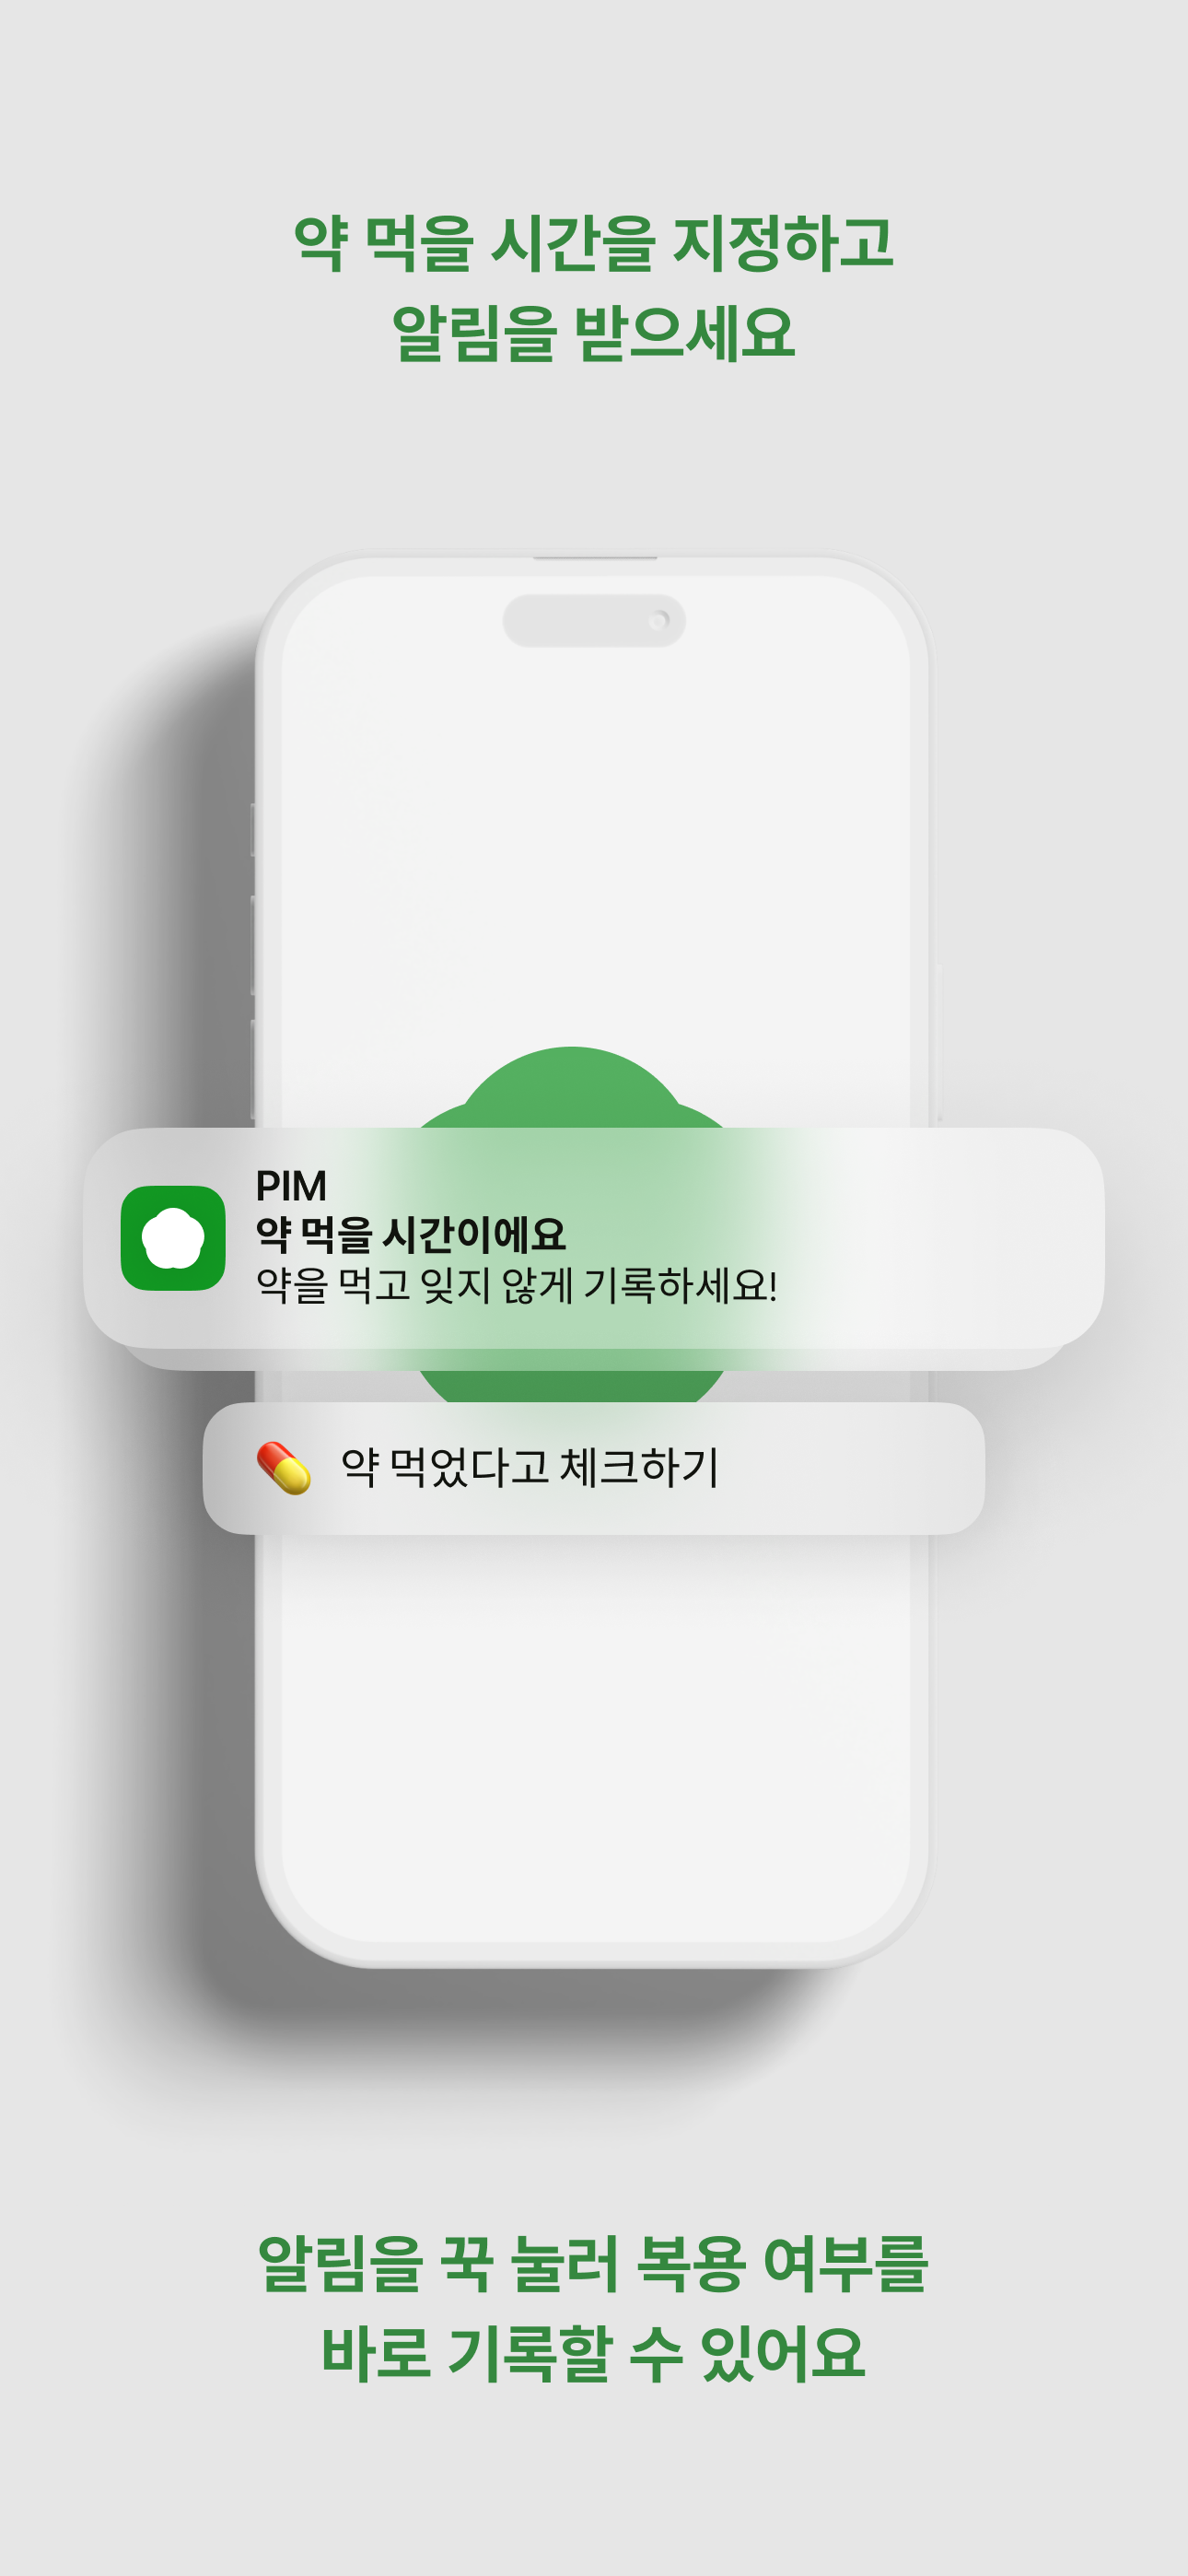 약 먹을 시간을 지정하고
알림을 받으세요
PIM
약 먹을 시간이에요
약을 먹고 잊지 않게 기록하세요!
약 먹었다고 체크하기
알림을 꾹 눌러 복용 여부를
바로 기록할 수 있어요